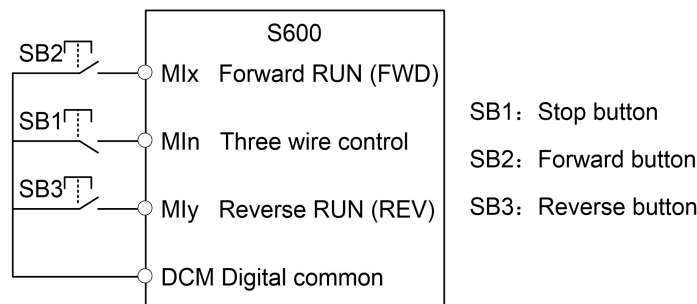 S600
SB2
MIx Forward RUN (FWD)
SB1
MIn Three wire control
SB3
MIy Reverse RUN (REV)
DCM Digital common
SB1: Stop button
SB2: Forward button
SB3: Reverse button